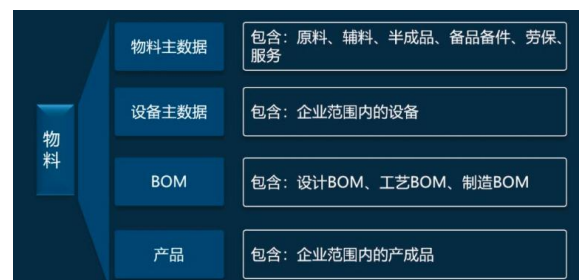 物料
物料主数据
包含：原料、辅料、半成品、备品备件、劳保、
服务
设备主数据
包含：企业范围内的设备
BOM
包含：设计BOM、工艺BOM、制造BOM
产品
包含：企业范围内的产成品